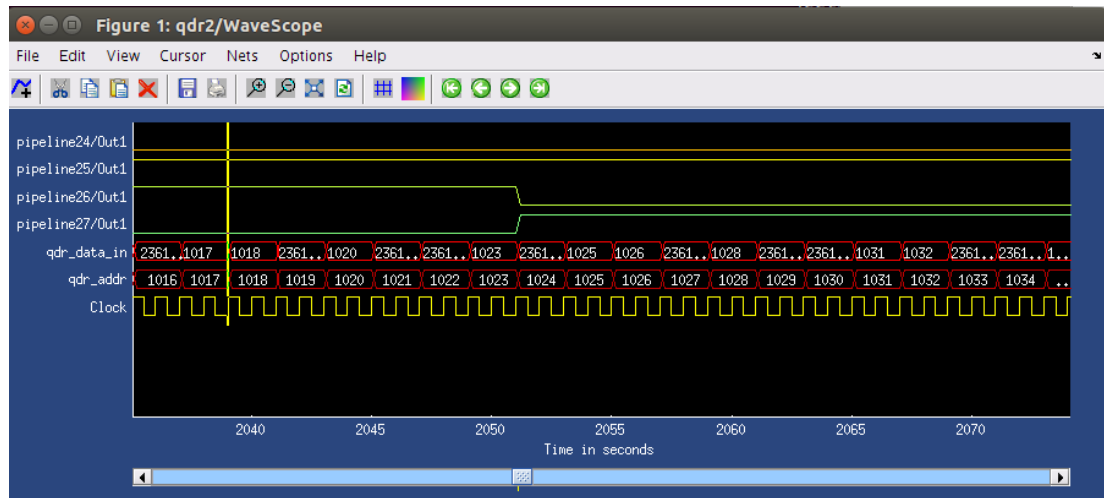 Figure 1: qdr2/WaveScope
File Edit View Cursor Nets Options Help
pipeline24/Out1
pipeline25/Out1
pipeline26/Out1
pipeline27/Out1
qdr_data_in 2361.. 1017 1018 2361.. 1020 2361.. 2361.. 1023 2361.. 1025 1026 2361.. 1028 2361.. 2361.. 1031 1032 2361.. 2361.. 1..
qdr_addr 1016 1017 1018 1019 1020 1021 1022 1023 1024 1025 1026 1027 1028 1029 1030 1031 1032 1033 1034 ..
Clock
2040 2045 2050 2055 2060 2065 2070
Time in seconds